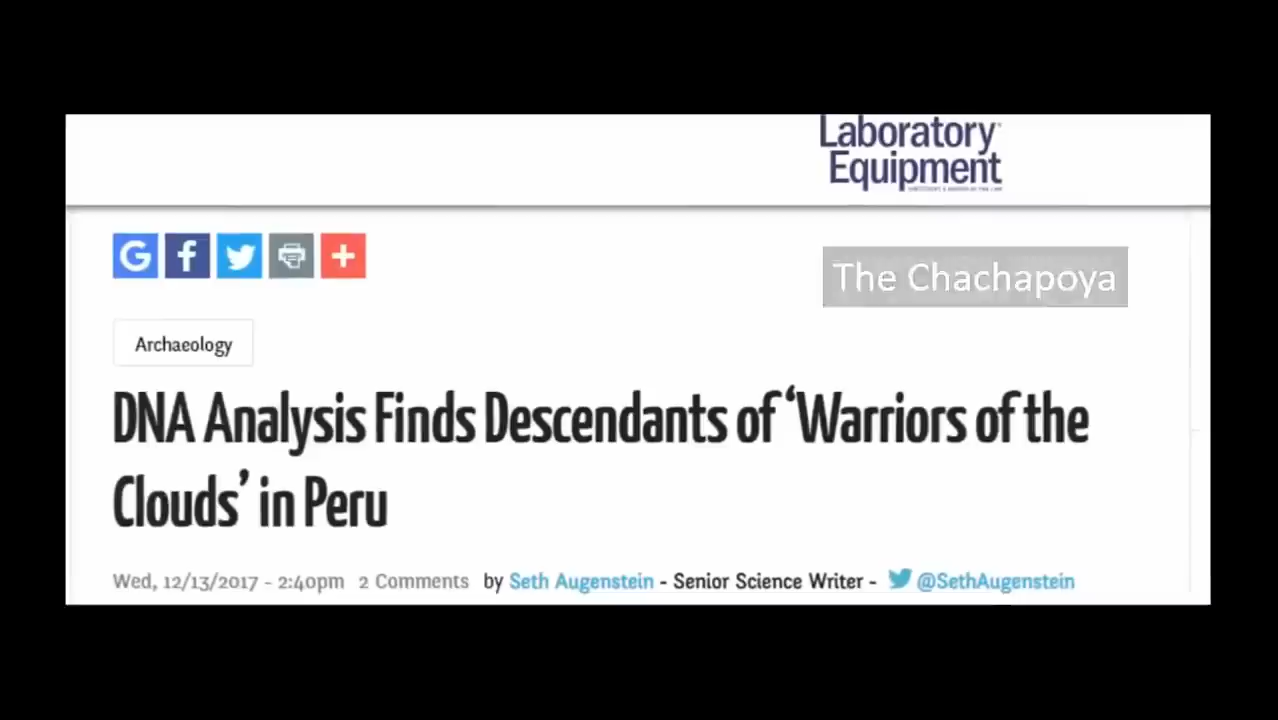 Laboratory
Equipment
The Chachapoya
Archaeology
DNA Analysis Finds Descendants of ‘Warriors of the
Clouds’ in Peru
Wed, 12/13/2017 - 2:40pm 2 Comments by Seth Augenstein - Senior Science Writer - @SethAugenstein